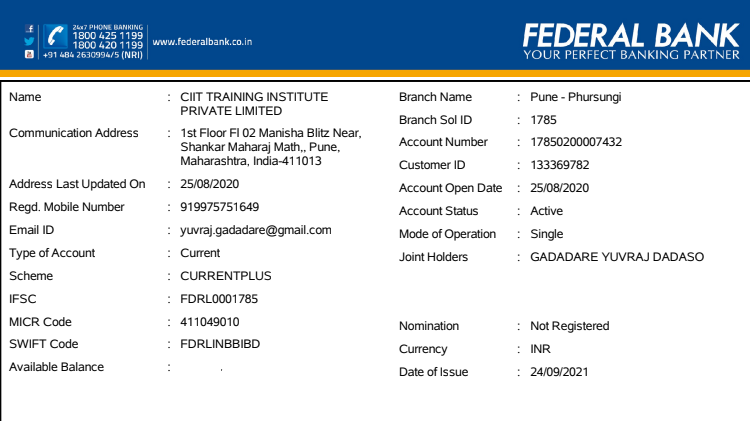 24x7 PHONE BANKING
1800 425 1199
1800 420 1199
+91 484 2630994/5 (NRI)
www.federalbank.co.in
FEDERAL BANK
YOUR PERFECT BANKING PARTNER
Name : CIIT TRAINING INSTITUTE
PRIVATE LIMITED
Communication Address : 1st Floor Fl 02 Manisha Blitz Near,
Shankar Maharaj Math,, Pune,
Maharashtra, India-411013
Address Last Updated On : 25/08/2020
Regd. Mobile Number : 919975751649
Email ID : yuvraj.gadadare@gmail.com
Type of Account : Current
Scheme : CURRENTPLUS
IFSC : FDRL0001785
MICR Code : 411049010
SWIFT Code : FDRLINBBIBD
Available Balance : .
Branch Name : Pune - Phursungi
Branch Sol ID : 1785
Account Number : 17850200007432
Customer ID : 133369782
Account Open Date : 25/08/2020
Account Status : Active
Mode of Operation : Single
Joint Holders : GADADARE YUVRAJ DADASO
Nomination : Not Registered
Currency : INR
Date of Issue : 24/09/2021